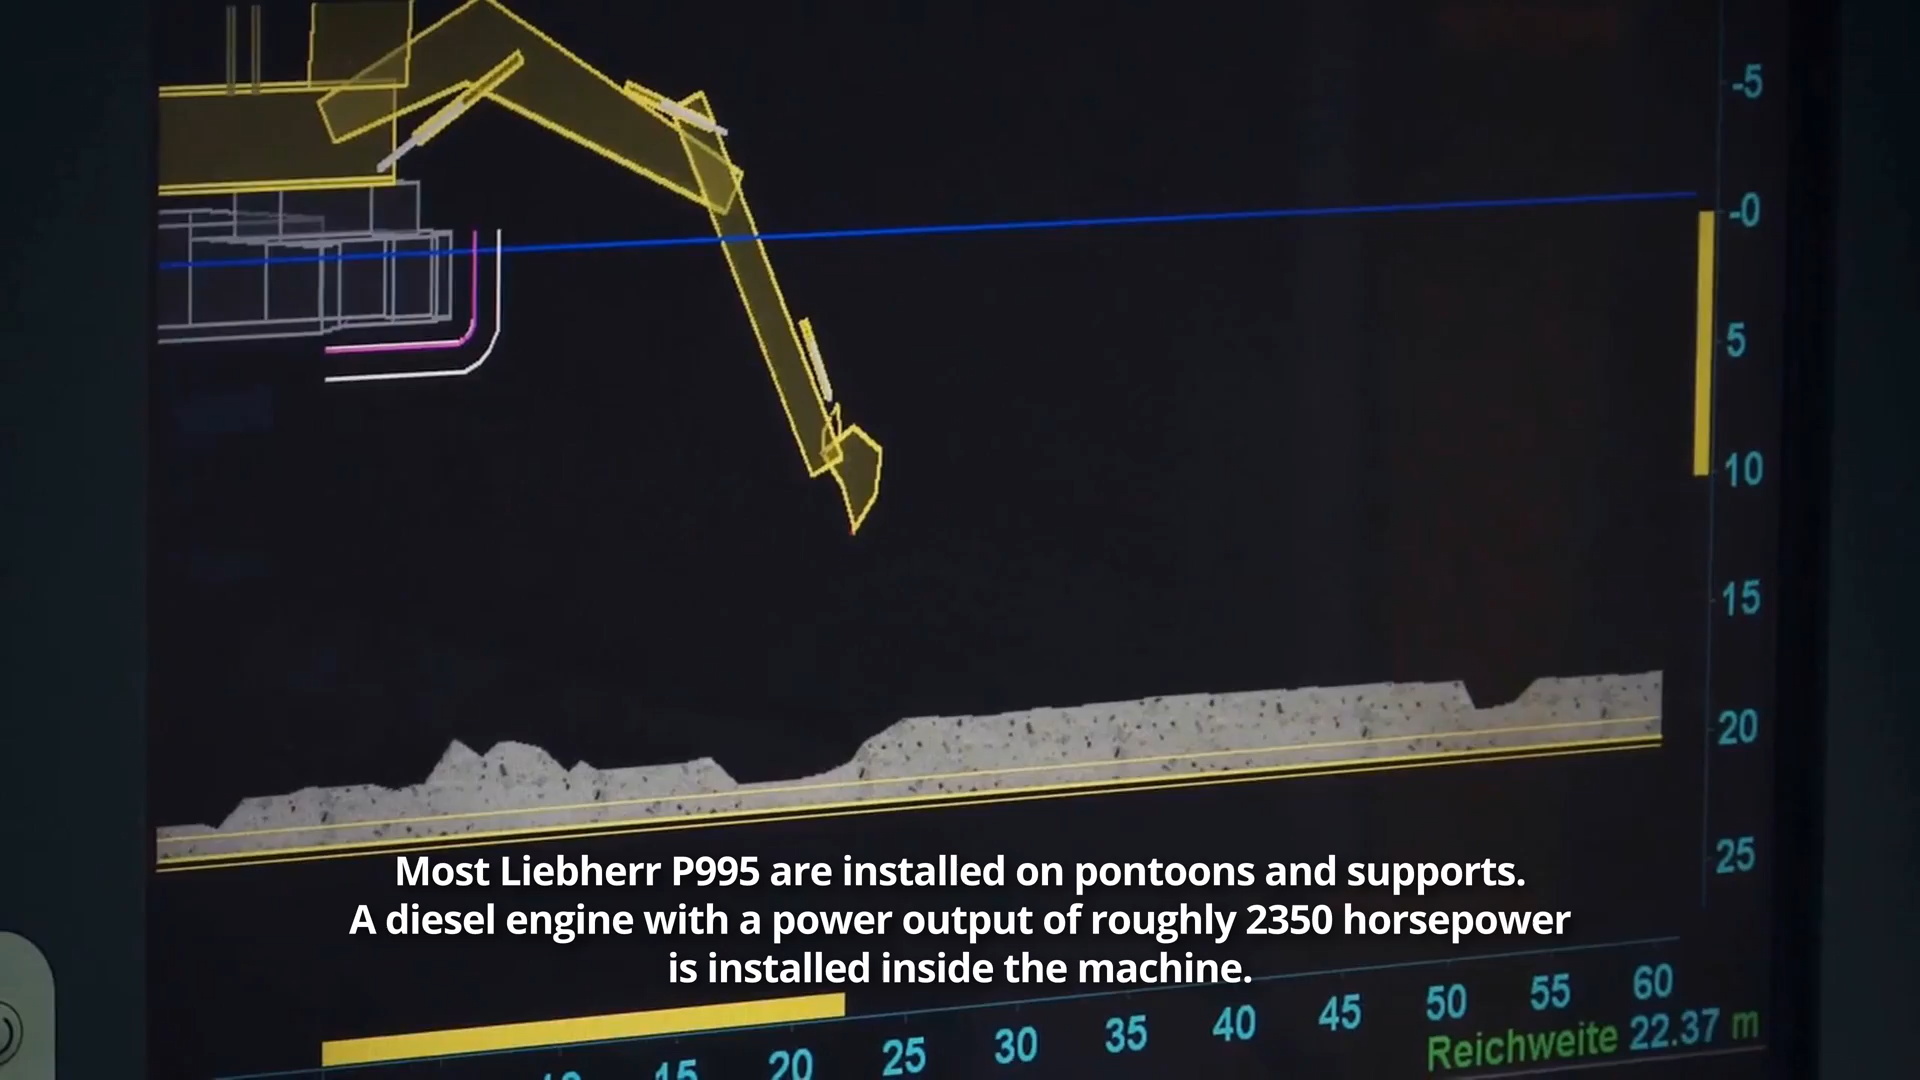 -5
-0
5
10
15
20
25
Most Liebherr P995 are installed on pontoons and supports.
A diesel engine with a power output of roughly 2350 horsepower
is installed inside the machine.
15 20 25 30 35 40 45 50 55 60
Reichweite 22.37 m